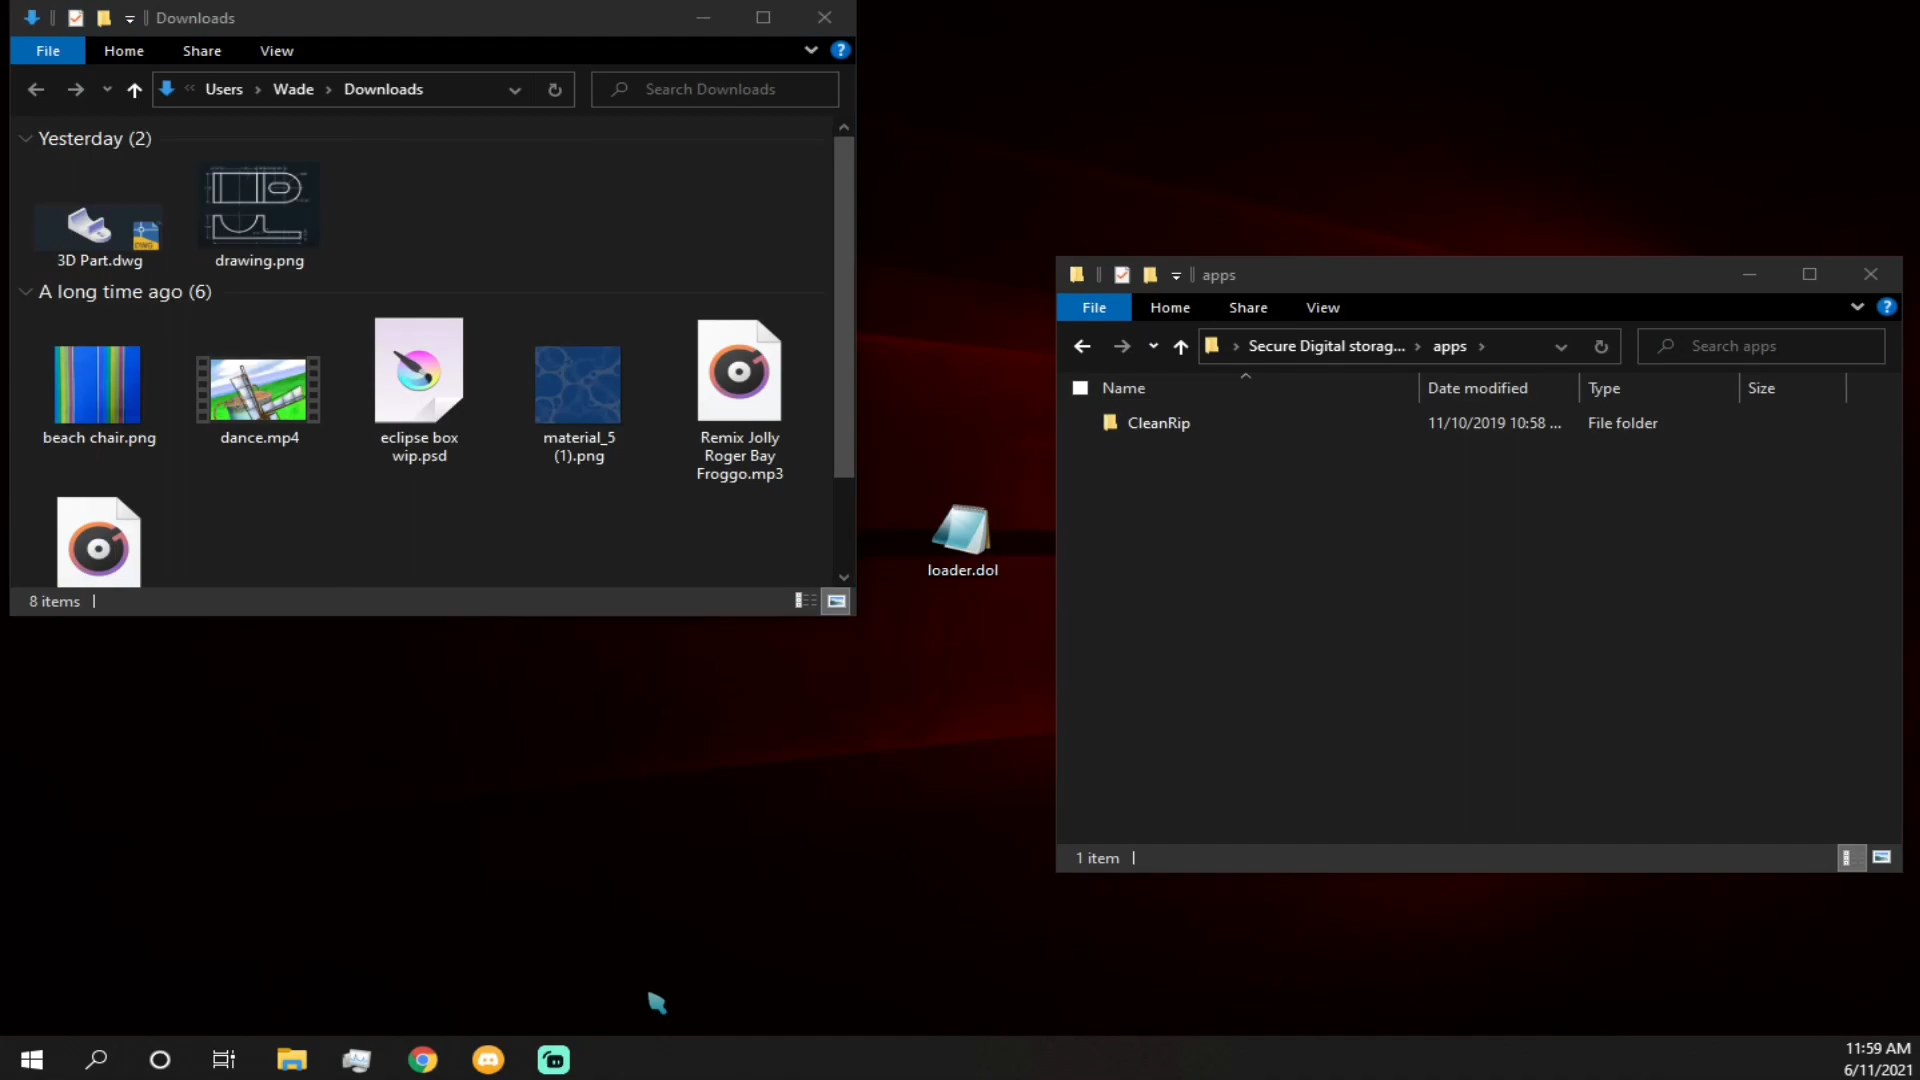 Downloads
File Home Share View
Users Wade Downloads Search Downloads
Yesterday (2)
DWG
3D Part.dwg drawing.png
A long time ago (6)
beach chair.png dance.mp4 eclipse box wip.psd material_5 (1).png Remix Jolly Roger Bay Froggo.mp3
8 items
loader.dol
apps
File Home Share View
Secure Digital storag... apps Search apps
Name Date modified Type Size
CleanRip 11/10/2019 10:58 ... File folder
1 item
11:59 AM
6/11/2021